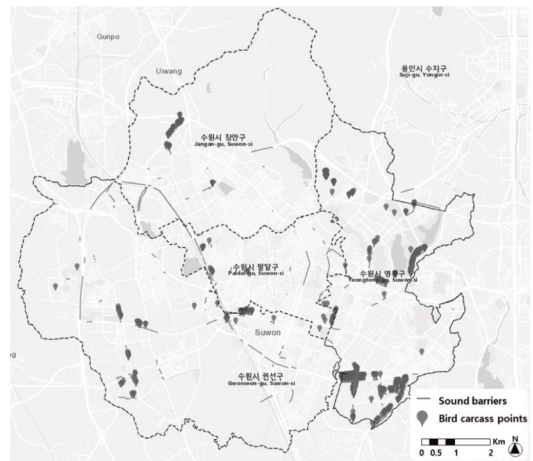 Gunpo
Uiwang
용인시 수지구
Suji-gu, Yongin-si
수원시 장안구
Jangan-gu, Suwon-si
수원시 팔달구
Paldal-gu, Suwon-si
수원시 영통구
Yeongtong-gu, Suwon-si
Suwon
수원시 권선구
Gwonseon-gu, Suwon-si
ng
Sound barriers
Bird carcass points
Km
N
0 0.5 1 2